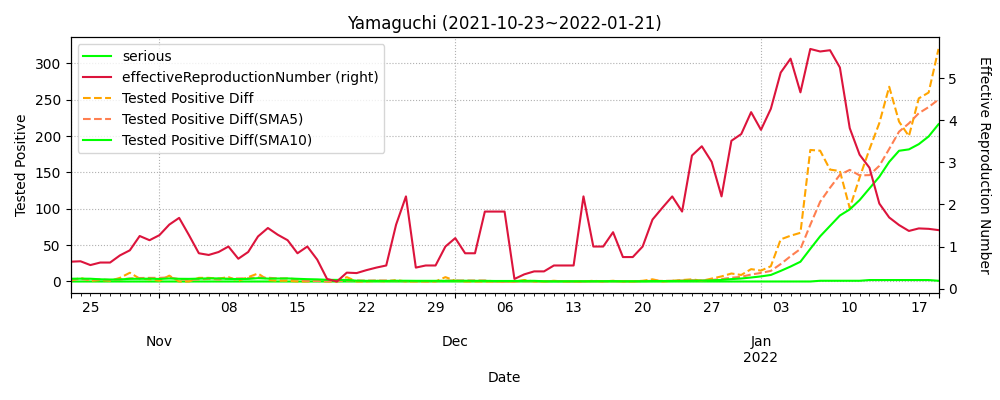 Yamaguchi (2021-10-23~2022-01-21)
serious
effectiveReproductionNumber (right)
Tested Positive Diff
Tested Positive Diff(SMA5)
Tested Positive Diff(SMA10)
Tested Positive
300
250
200
150
100
50
0
Effective Reproduction Number
5
4
3
2
1
0
25 08 15 22 29 06 13 20 27 03 10 17
Nov Dec Jan
2022
Date